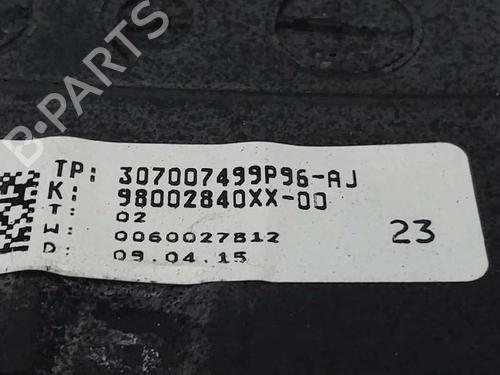 B-PARTS
TP: 307007499P96-AJ
K: 98002840XX-00
T: 02
W: 0060027812
D: 09.04.15
23